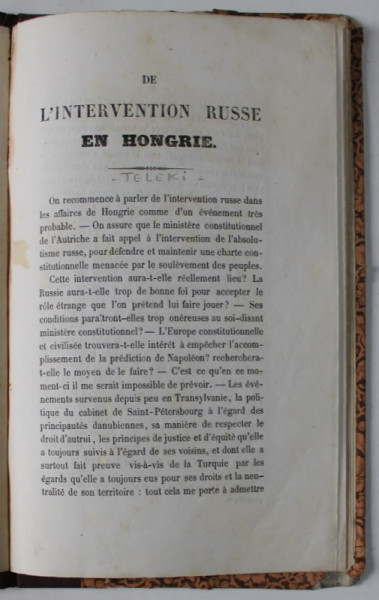 DE
L'INTERVENTION RUSSE
EN HONGRIE.
- TELEKI -
On recommence à parler de l'intervention russe dans
les affaires de Hongrie comme d'un événement très
probable. — On assure que le ministère constitutionnel
de l'Autriche a fait appel à l'intervention de l'absolu-
tisme russe, pour défendre et maintenir une charte con-
stitutionnelle menacée par le soulèvement des peuples.
Cette intervention aura-t-elle réellement lieu? La
Russie aura-t-elle trop de bonne foi pour accepter le
rôle étrange que l'on prétend lui faire jouer? — Ses
conditions paraîtront-elles trop onéreuses au soi-disant
ministère constitutionnel? — L'Europe constitutionnelle
et civilisée trouvera-t-elle intérêt à empêcher l'accom-
plissement de la prédiction de Napoléon? recherchera-
t-elle le moyen de le faire? — C'est ce qu'en ce mo-
ment-ci il me serait impossible de prévoir. — Les évé-
nements survenus depuis peu en Transylvanie, la poli-
tique du cabinet de Saint-Pétersbourg à l'égard des
principautés danubiennes, sa manière de respecter le
droit d'autrui, les principes de justice et d'équité qu'elle
a toujours suivis à l'égard de ses voisins, et dont elle a
surtout fait preuve vis-à-vis de la Turquie par les
égards qu'elle a toujours eus pour ses droits et la neu-
tralité de son territoire : tout cela me porte à admettre